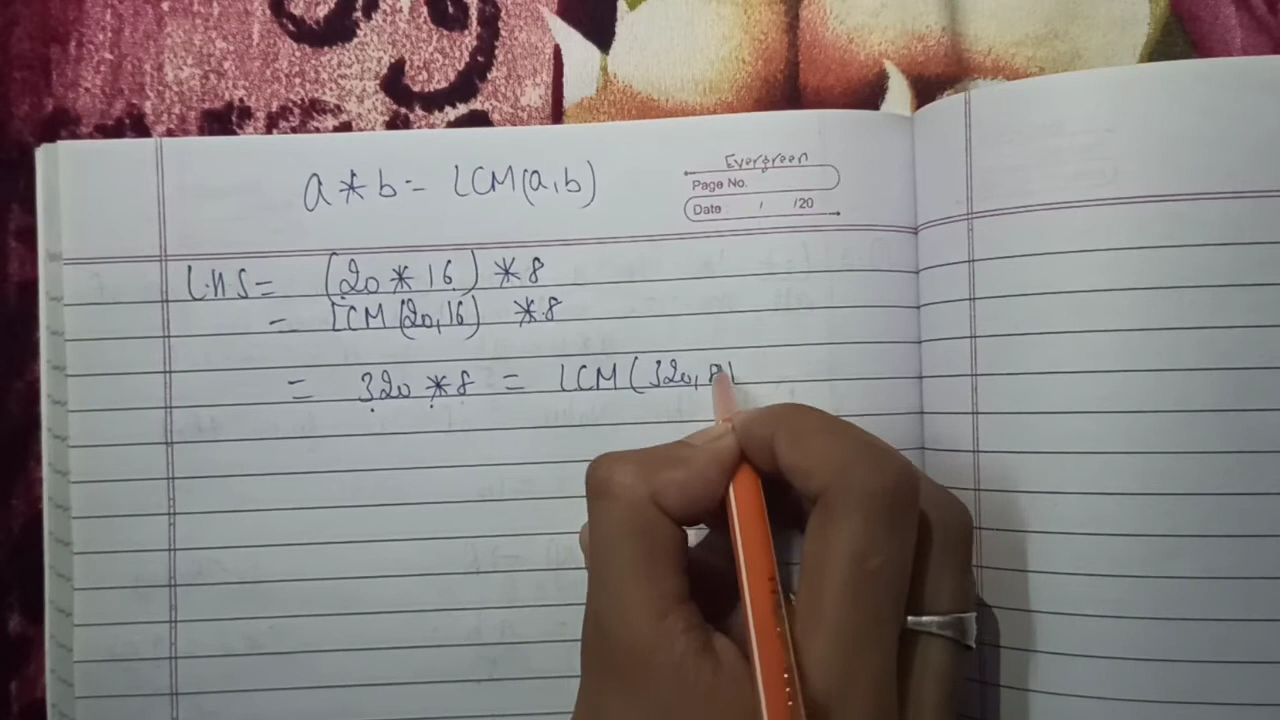 Evergreen
Page No.
Date / /20
a * b = LCM(a,b)
LHS = (20 * 16) * 8
= LCM(20,16) * 8
= 320 * 8 = LCM(320,8)